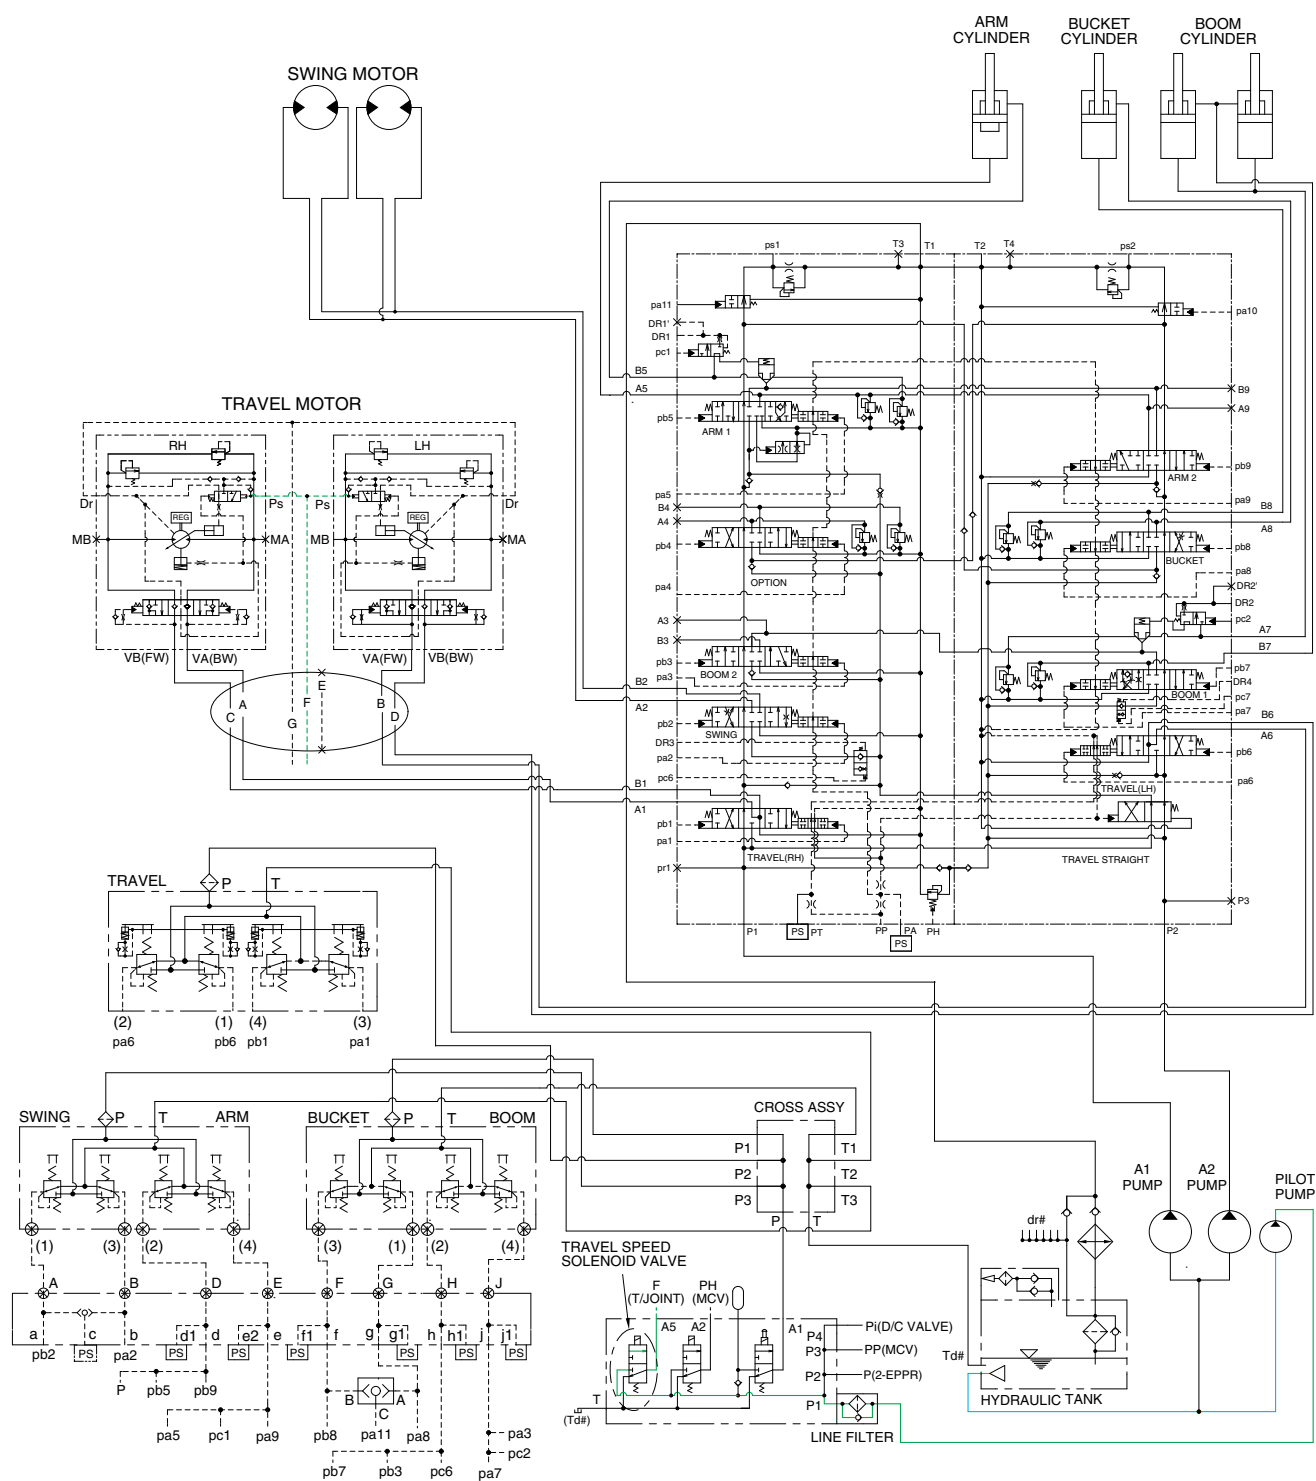 ARM
CYLINDER
BUCKET
CYLINDER
BOOM
CYLINDER
SWING MOTOR
ps1
T3
T1
T2
T4
ps2
pa11
DR1'
DR1
pc1
B5
A5
pb5
ARM 1
pa5
B4
A4
pb4
OPTION
pa4
A3
B3
pb3
BOOM 2
pa3
B2
A2
pb2
SWING
DR3
pa2
pc6
B1
A1
pb1
pa1
TRAVEL(RH)
pr1
pa10
B9
A9
pb9
ARM 2
pa9
B8
A8
pb8
BUCKET
pa8
DR2'
DR2
pc2
A7
B7
pb7
BOOM 1
DR4
pc7
pa7
B6
A6
pb6
TRAVEL(LH)
pa6
TRAVEL STRAIGHT
P3
P1
PS
PT
PP
PA
PS
PH
P2
TRAVEL MOTOR
RH
LH
Dr
Ps
Ps
Dr
REG
REG
MB
MA
MB
MA
VB(FW)
VA(BW)
VA(FW)
VB(BW)
C
A
G
F
E
B
D
TRAVEL
P
T
(2)
(1)
(4)
(3)
pa6
pb6
pb1
pa1
SWING
P
T
ARM
BUCKET
P
T
BOOM
(1)
(3)
(2)
(4)
(3)
(1)
(2)
(4)
A
B
D
E
F
G
H
J
a
c
b
d1
d
e2
e
f1
f
g
g1
h
h1
j
j1
pb2
PS
pa2
PS
PS
PS
PS
PS
PS
P
pb5
pb9
pa5
pc1
pa9
B
A
C
pb8
pa11
pa8
pb7
pb3
pc6
pa3
pc2
pa7
CROSS ASSY
P1
T1
P2
T2
P3
T3
P
T
TRAVEL SPEED
SOLENOID VALVE
F
(T/JOINT)
PH
(MCV)
A5
A2
A1
P4
P3
P2
P1
Pi(D/C VALVE)
PP(MCV)
P(2-EPPR)
T
(Td#)
LINE FILTER
A1
PUMP
A2
PUMP
PILOT
PUMP
dr#
Td#
HYDRAULIC TANK